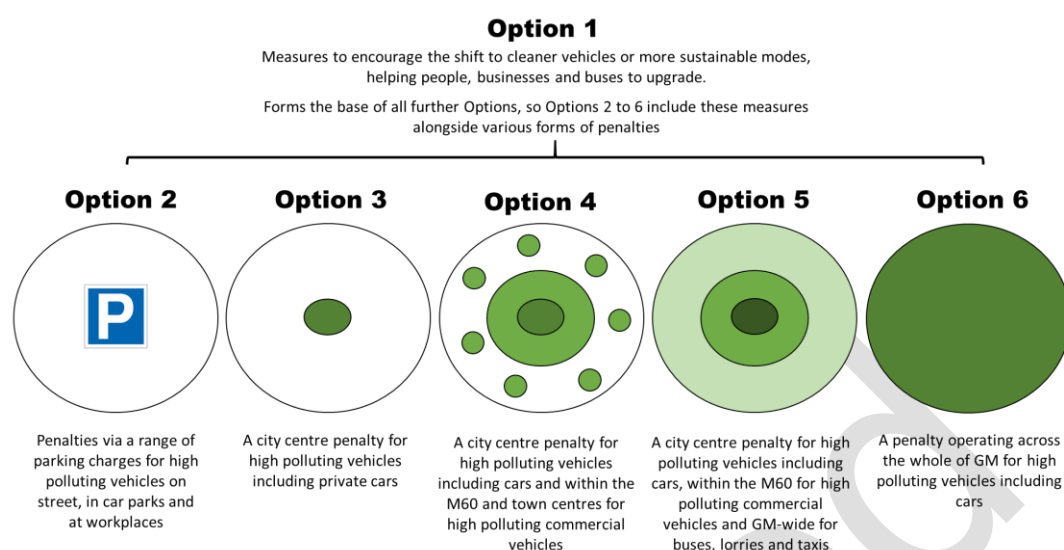 Option 1
Measures to encourage the shift to cleaner vehicles or more sustainable modes,
helping people, businesses and buses to upgrade.
Forms the base of all further Options, so Options 2 to 6 include these measures
alongside various forms of penalties
Option 2
Option 3
Option 4
Option 5
Option 6
P
Penalties via a range of
parking charges for high
polluting vehicles on
street, in car parks and
at workplaces
A city centre penalty for
high polluting vehicles
including private cars
A city centre penalty for
high polluting vehicles
including cars and within the
M60 and town centres for
high polluting commercial
vehicles
A city centre penalty for high
polluting vehicles including
cars, within the M60 for high
polluting commercial
vehicles and GM-wide for
buses, lorries and taxis
A penalty operating across
the whole of GM for high
polluting vehicles including
cars